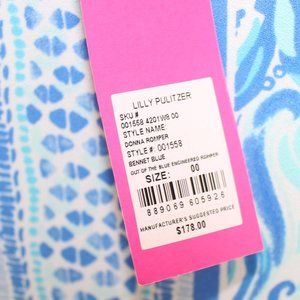 LILLY PULITZER
SKU #
001558 4201W8 00
STYLE NAME:
DONNA ROMPER
STYLE #: 001558
BENNET BLUE
OUT OF THE BLUE ENGINEERED ROMPER
SIZE: 00
889069 605926
MANUFACTURER'S SUGGESTED PRICE
$178.00